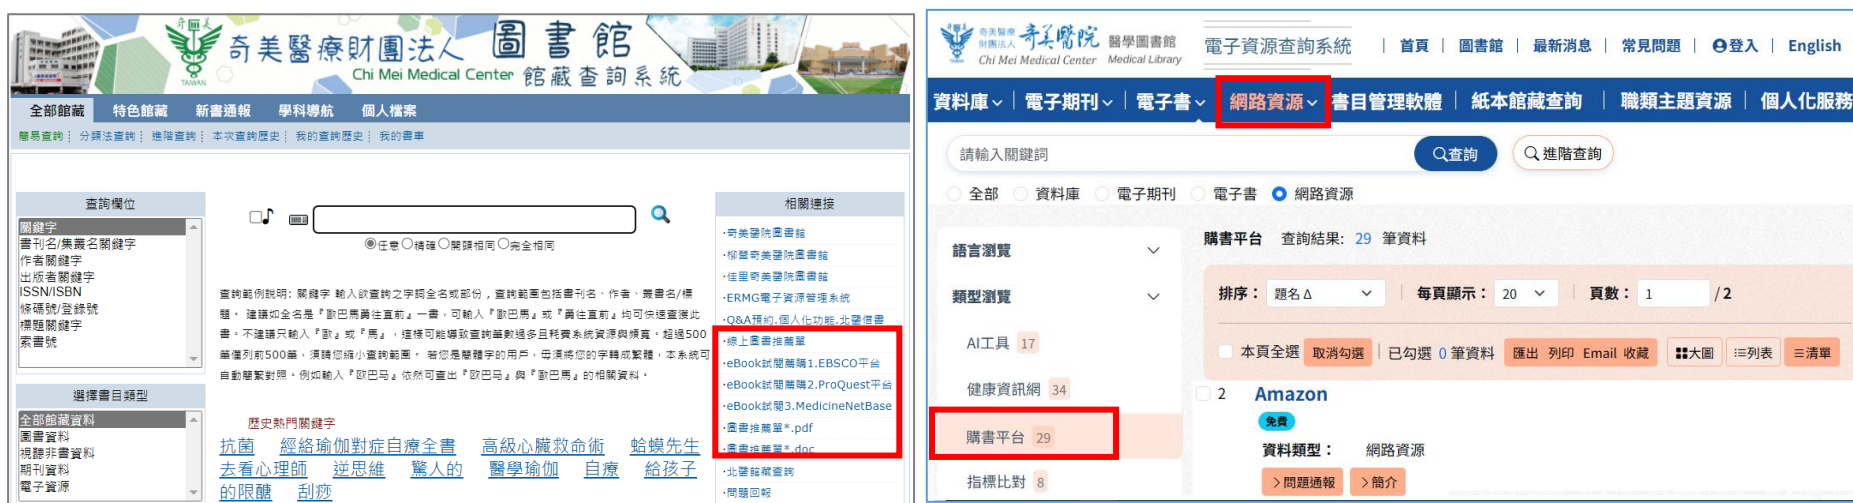 奇美醫療財團法人 圖書館
Chi Mei Medical Center 館藏查詢系統
奇美
TAIWAN
全部館藏 特色館藏 新書通報 學科導航 個人檔案
簡易查詢 分類法查詢 進階查詢 本次查詢歷史 我的查詢歷史 我的書車
查詢欄位
關鍵字
書刊名/集叢名關鍵字
作者關鍵字
出版者關鍵字
ISSN/ISBN
條碼號/登錄號
標題關鍵字
索書號
選擇書目類型
全部館藏資料
圖書資料
視聽非書資料
期刊資料
電子資源
任意 精確 開頭相同 完全相同
查詢範例說明: 關鍵字 輸入欲查詢之字詞全名或部份，查詢範圍包括書刊名、作者、叢書名/標
題。 建議如全名是『歐巴馬勇往直前』一書，可輸入『歐巴馬』或『勇往直前』均可快速查獲此
書。不建議只輸入『歐』或『馬』，這樣可能導致查詢筆數過多且耗費系統資源與頻寬。超過500
筆僅列前500筆，須請您縮小查詢範圍。 若您是簡體字的用戶，毋須將您的字轉成繁體，本系統可
自動簡繁對照。例如輸入『欧巴马』依然可查出『欧巴马』與『歐巴馬』的相關資料。
歷史熱門關鍵字
抗菌 經絡瑜伽對症自療全書 高級心臟救命術 蛤蟆先生
去看心理師 逆思維 驚人的 醫學瑜伽 自療 給孩子
的限醣 刮痧
相關連接
·奇美醫院圖書館
·柳營奇美醫院圖書館
·佳里奇美醫院圖書館
·ERMG電子資源管理系統
·Q&A預約.個人化功能.北醫借書
·線上圖書推薦單
·eBook試閱薦購1.EBSCO平台
·eBook試閱薦購2.ProQuest平台
·eBook試閱3.MedicineNetBase
·圖書推薦單*.pdf
·圖書推薦單*.doc
·北醫館藏查詢
·問題回報
奇美醫療
財團法人 奇美醫院 醫學圖書館
Chi Mei Medical Center Medical Library
電子資源查詢系統 | 首頁 | 圖書館 | 最新消息 | 常見問題 | 登入 | English
資料庫 | 電子期刊 | 電子書 網路資源 書目管理軟體 | 紙本館藏查詢 | 職類主題資源 | 個人化服務
請輸入關鍵詞 查詢 進階查詢
全部 資料庫 電子期刊 電子書 網路資源
語言瀏覽
類型瀏覽
AI工具 17
健康資訊網 34
購書平台 29
指標比對 8
購書平台 查詢結果: 29 筆資料
排序： 題名 Δ | 每頁顯示： 20 | 頁數： 1 / 2
本頁全選 取消勾選 | 已勾選 0 筆資料 匯出 列印 Email 收藏 大圖 列表 清單
2 Amazon
免費
資料類型： 網路資源
>問題通報 >簡介